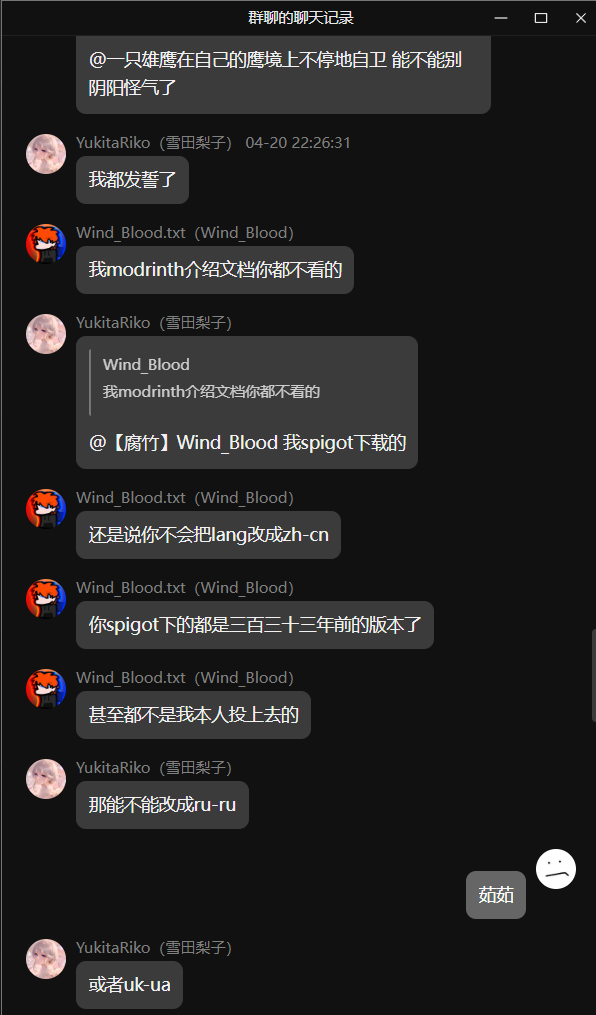 群聊的聊天记录
@一只雄鹰在自己的鹰境上不停地自卫 能不能别
阴阳怪气了
YukitaRiko（雪田梨子） 04-20 22:26:31
我都发誓了
Wind_Blood.txt（Wind_Blood）
我modrinth介绍文档你都不看的
YukitaRiko（雪田梨子）
Wind_Blood
我modrinth介绍文档你都不看的
@【腐竹】Wind_Blood 我spigot下载的
Wind_Blood.txt（Wind_Blood）
还是说你不会把lang改成zh-cn
Wind_Blood.txt（Wind_Blood）
你spigot下的都是三百三十三年前的版本了
Wind_Blood.txt（Wind_Blood）
甚至都不是我本人投上去的
YukitaRiko（雪田梨子）
那能不能改成ru-ru
茹茹
YukitaRiko（雪田梨子）
或者uk-ua